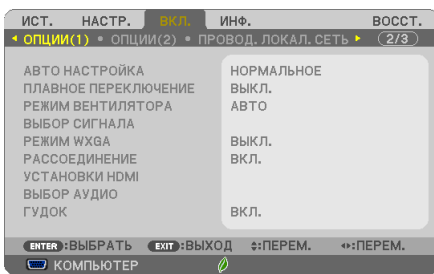 ИСТ. НАСТР. ВКЛ. ИНФ. ВОССТ.
ОПЦИИ(1) • ОПЦИИ(2) • ПРОВОД. ЛОКАЛ. СЕТЬ 2/3
АВТО НАСТРОЙКА НОРМАЛЬНОЕ
ПЛАВНОЕ ПЕРЕКЛЮЧЕНИЕ ВЫКЛ.
РЕЖИМ ВЕНТИЛЯТОРА АВТО
ВЫБОР СИГНАЛА
РЕЖИМ WXGA ВЫКЛ.
РАССОЕДИНЕНИЕ ВКЛ.
УСТАНОВКИ HDMI
ВЫБОР АУДИО
ГУДОК ВКЛ.
ENTER :ВЫБРАТЬ EXIT :ВЫХОД :ПЕРЕМ. :ПЕРЕМ.
КОМПЬЮТЕР